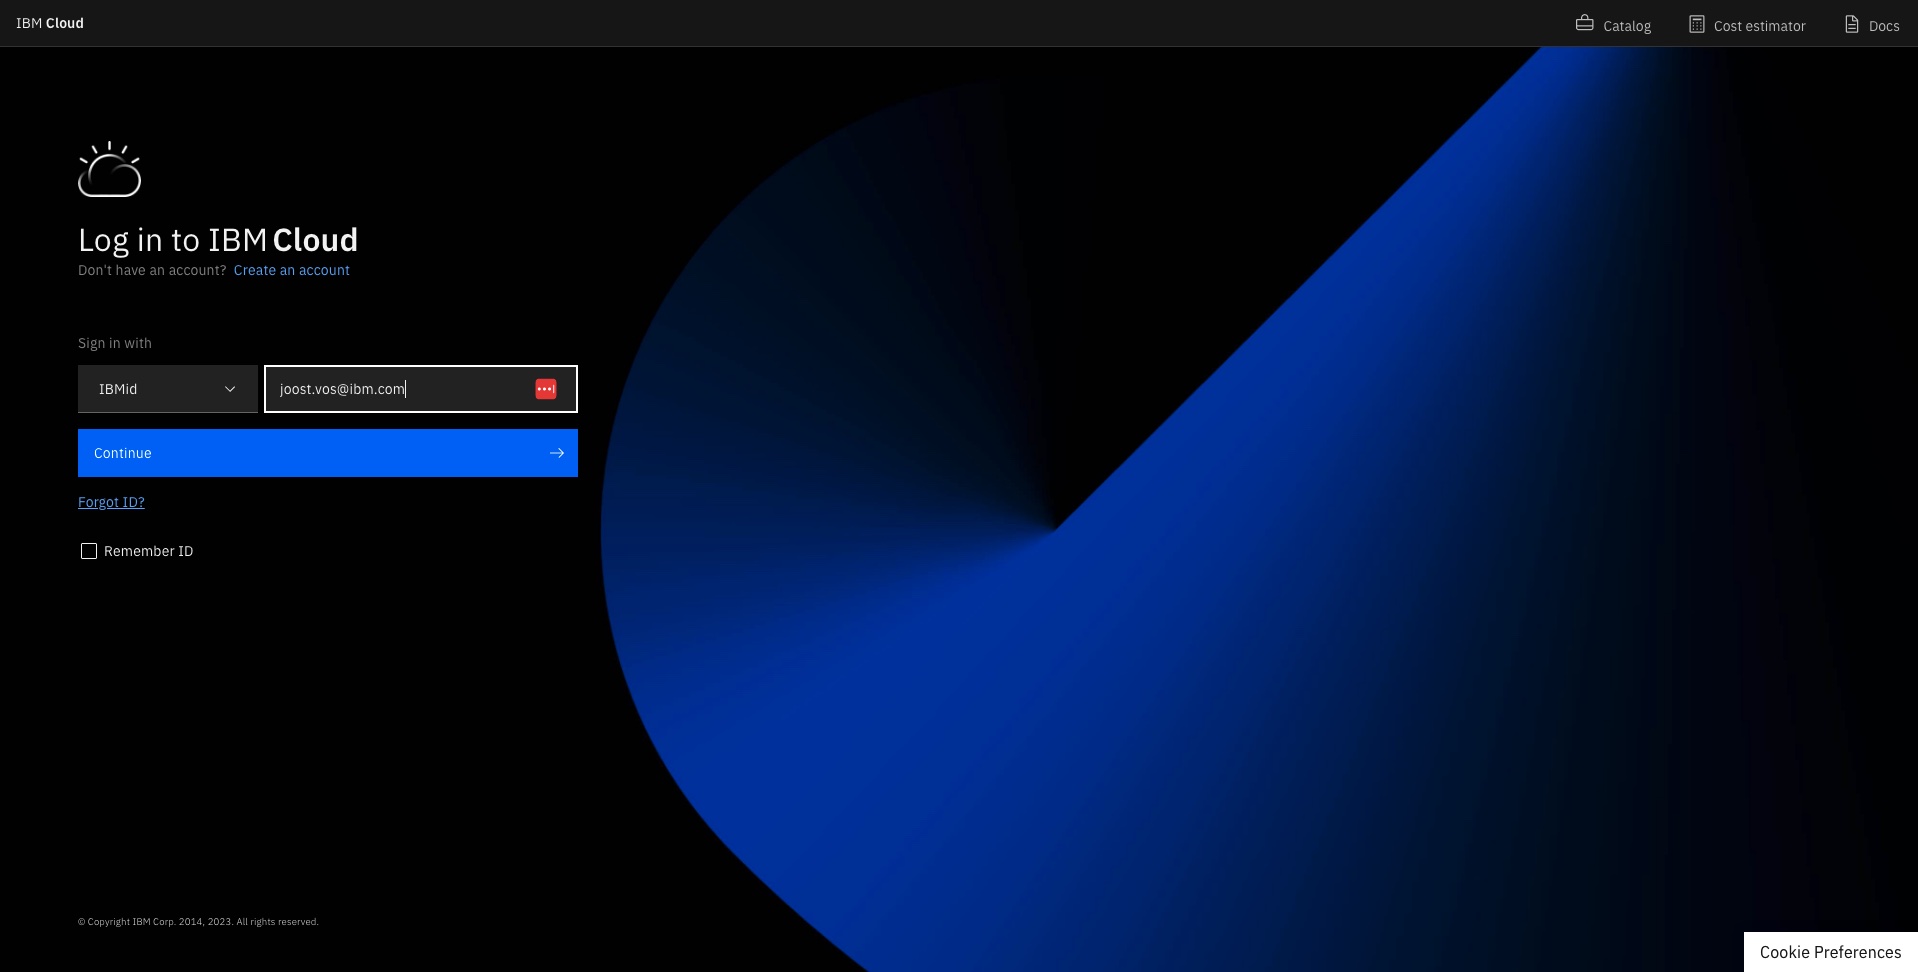 IBM Cloud
Catalog
Cost estimator
Docs
Log in to IBM Cloud
Don't have an account? Create an account
Sign in with
IBMid
joost.vos@ibm.com
Continue
Forgot ID?
Remember ID
© Copyright IBM Corp. 2014, 2023. All rights reserved.
Cookie Preferences